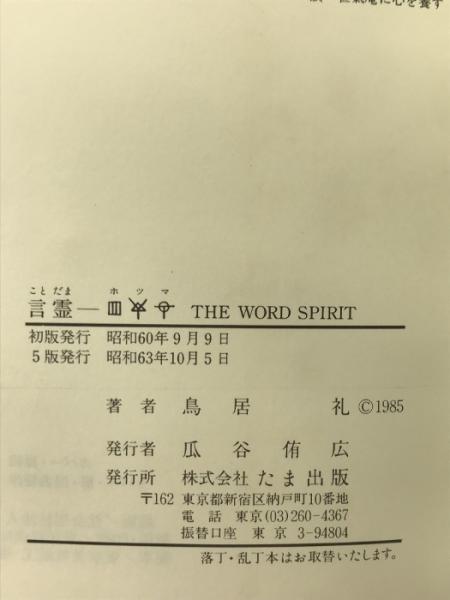 ことだま ホツマ
言霊― THE WORD SPIRIT
初版発行 昭和60年9月9日
5版発行 昭和63年10月5日
著者 鳥居 礼 ©1985
発行者 瓜谷侑広
発行所 株式会社たま出版
〒162 東京都新宿区納戸町10番地
電話 東京(03)260-4367
振替口座 東京 3-94804
落丁・乱丁本はお取替いたします。